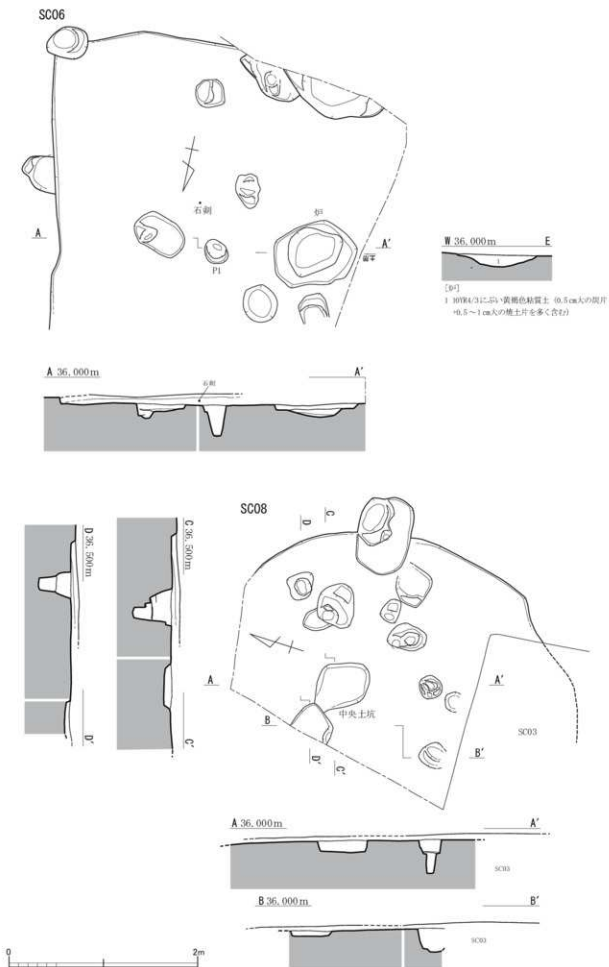 SC06
石剣
炉
A
A'
P1
W 36.000m E
1
[炉]
1 10YR4/3にぶい黄褐色粘質土 (0.5cm大の炭片
・0.5～1cm大の焼土片を多く含む)
A 36.000m
A'
石剣
SC08
C
D
D 36.500m
C 36.500m
A
A'
B
中央土坑
B'
SC03
D'
C'
D'
C'
A 36.000m
A'
SC03
B 36.000m
B'
SC03
0
2m